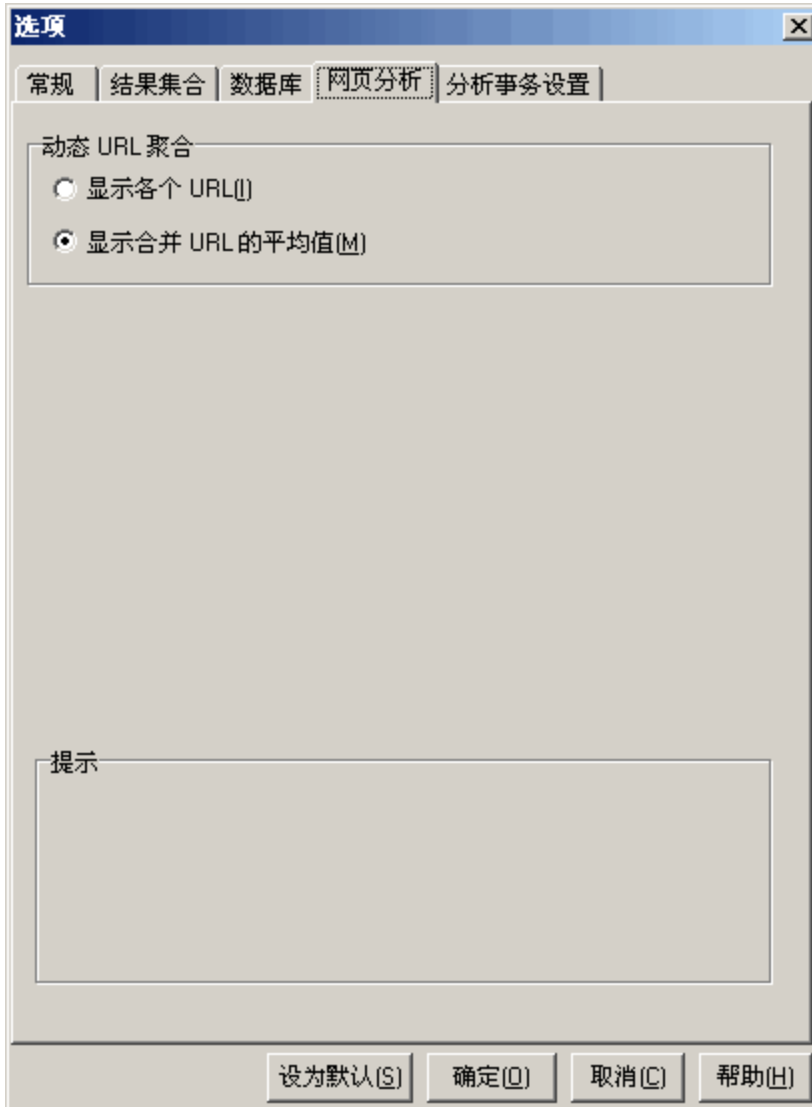 选项
常规 结果集合 数据库 网页分析 分析事务设置
动态 URL 聚合
显示各个 URL(I)
显示合并 URL 的平均值(M)
提示
设为默认(S) 确定(O) 取消(C) 帮助(H)